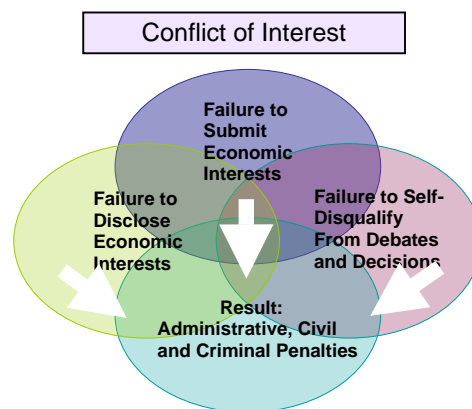 Conflict of Interest
Failure to
Submit
Economic
Interests
Failure to
Disclose
Economic
Interests
Failure to Self-
Disqualify
From Debates
and Decisions
Result:
Administrative, Civil
and Criminal Penalties